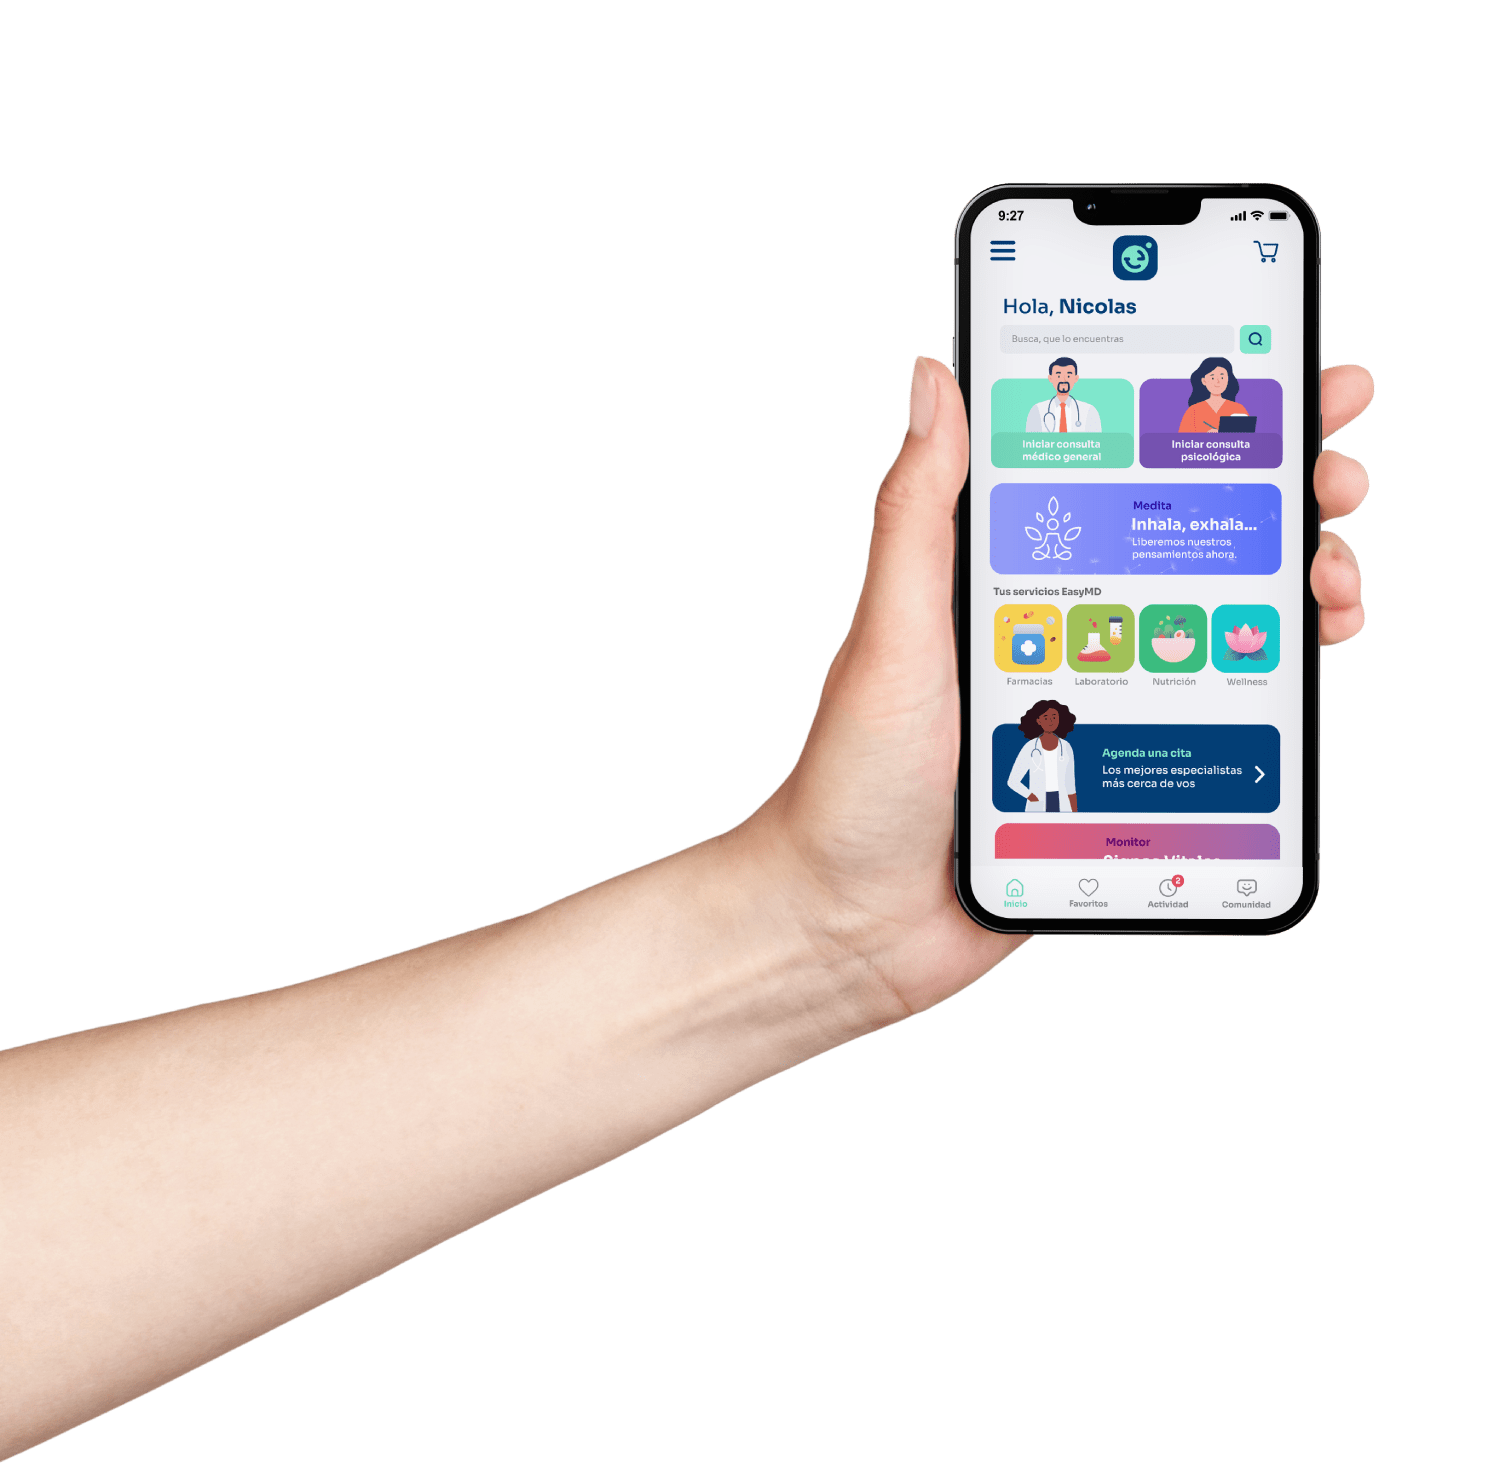 9:27
Hola, Nicolas
Busca, que lo encuentras
Iniciar consulta
médico general
Iniciar consulta
psicológica
Medita
Inhala, exhala...
Liberemos nuestros
pensamientos ahora.
Tus servicios EasyMD
Farmacias
Laboratorio
Nutrición
Wellness
Agenda una cita
Los mejores especialistas
más cerca de vos
Monitor
Signos Vitales
2
Inicio
Favoritos
Actividad
Comunidad